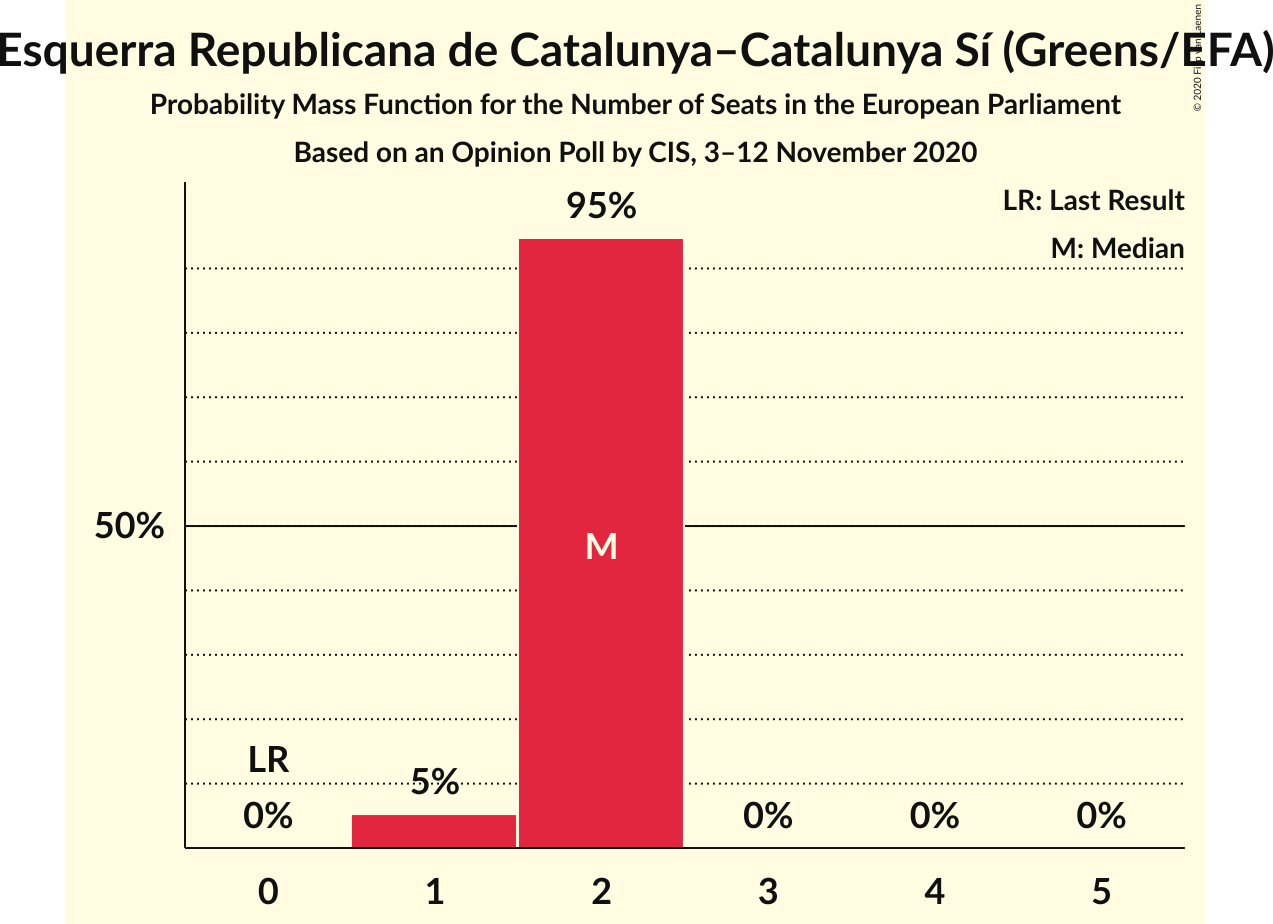 Esquerra Republicana de Catalunya–Catalunya Sí (Greens/EFA)
Probability Mass Function for the Number of Seats in the European Parliament
Based on an Opinion Poll by CIS, 3–12 November 2020
© 2020
LR: Last Result
M: Median
95%
50%
M
LR
5%
0% 0% 0% 0%
0 1 2 3 4 5